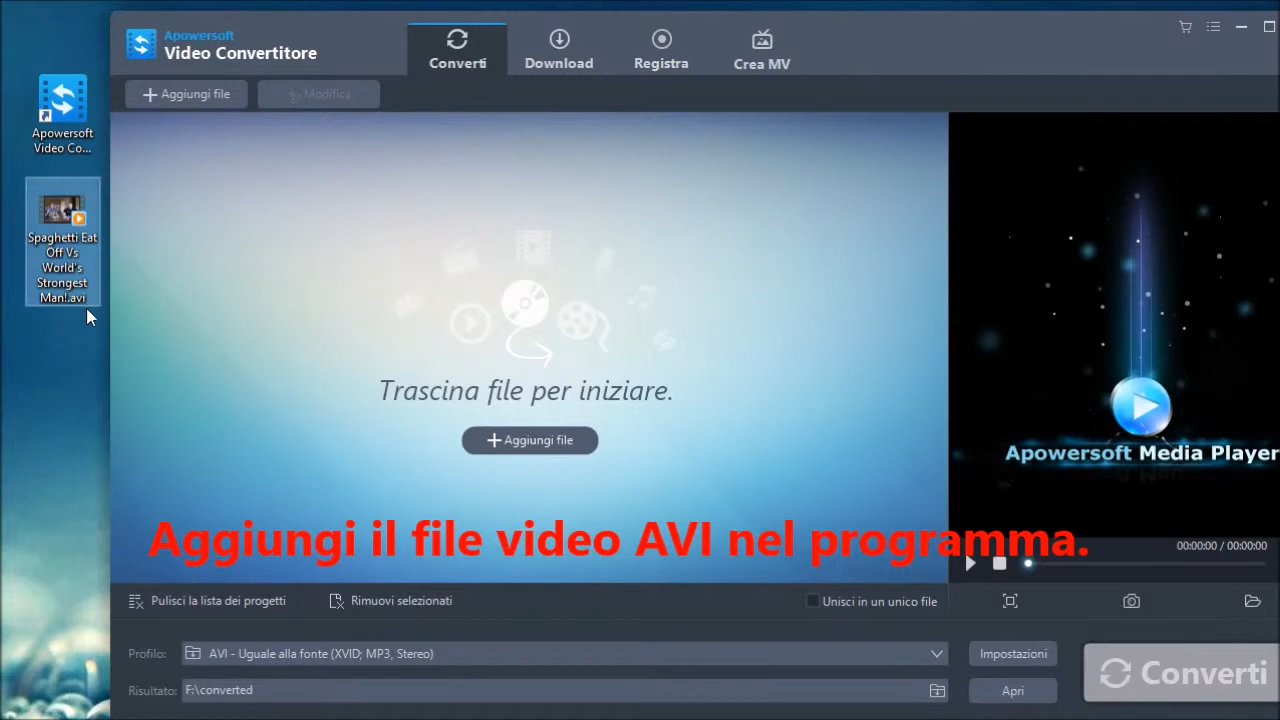 Apowersoft
Video Convertitore
Converti
Download
Registra
Crea MV
Aggiungi file
Modifica
Apowersoft
Video Co...
Spaghetti Eat
Off Vs
World's
Strongest
Man!.avi
Trascina file per iniziare.
Aggiungi file
Apowersoft Media Player
Aggiungi il file video AVI nel programma.
00:00:00 / 00:00:00
Pulisci la lista dei progetti
Rimuovi selezionati
Unisci in un unico file
Profilo:
AVI - Uguale alla fonte (XVID; MP3, Stereo)
Impostazioni
Converti
Risultato:
F:\converted
Apri